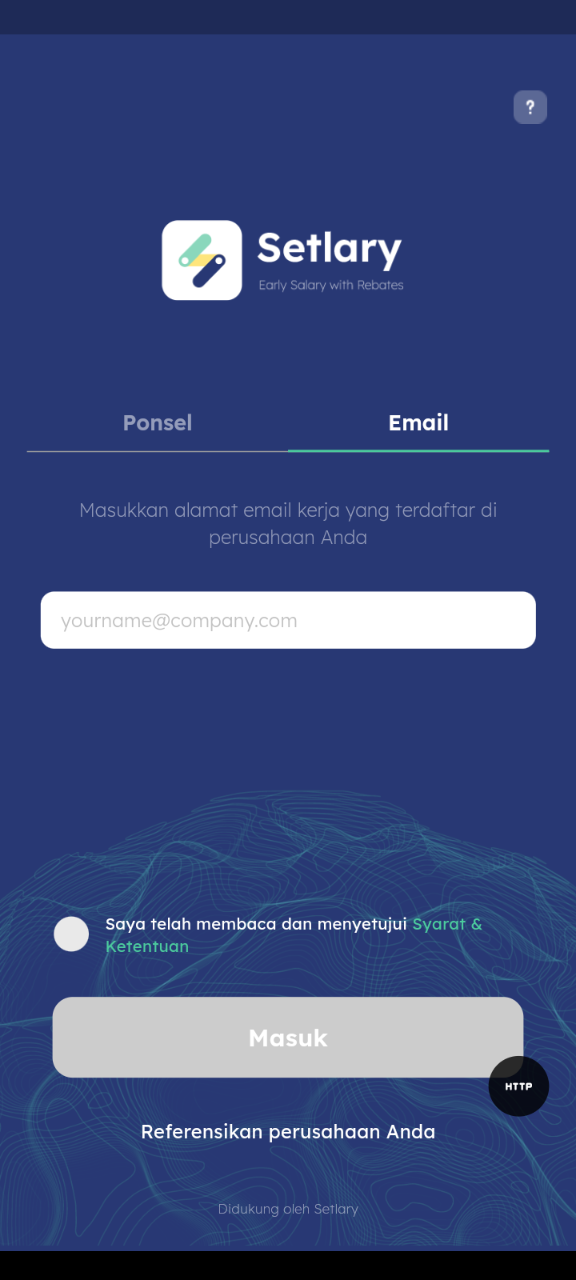 ?
Setlary
Early Salary with Rebates
Ponsel
Email
Masukkan alamat email kerja yang terdaftar di
perusahaan Anda
yourname@company.com
Saya telah membaca dan menyetujui Syarat &
Ketentuan
Masuk
HTTP
Referensikan perusahaan Anda
Didukung oleh Setlary